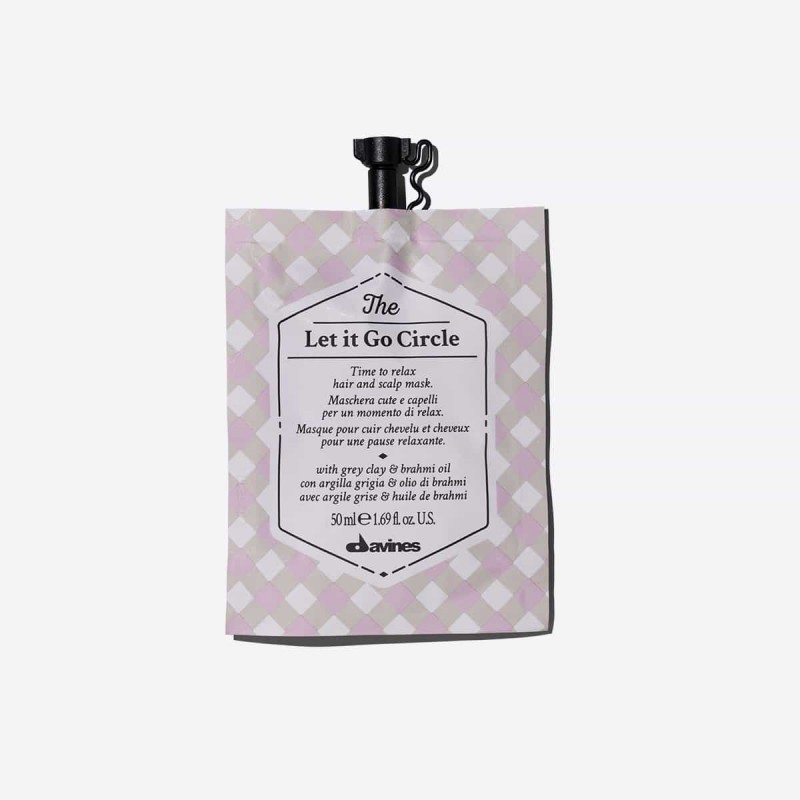 The
Let it Go Circle
Time to relax
hair and scalp mask.
Maschera cute e capelli
per un momento di relax.
Masque pour cuir chevelu et cheveux
pour une pause relaxante.
with grey clay & brahmi oil
con argilla grigia & olio di brahmi
avec argile grise & huile de brahmi
50 ml ℮ 1.69 fl. oz. U.S.
davines